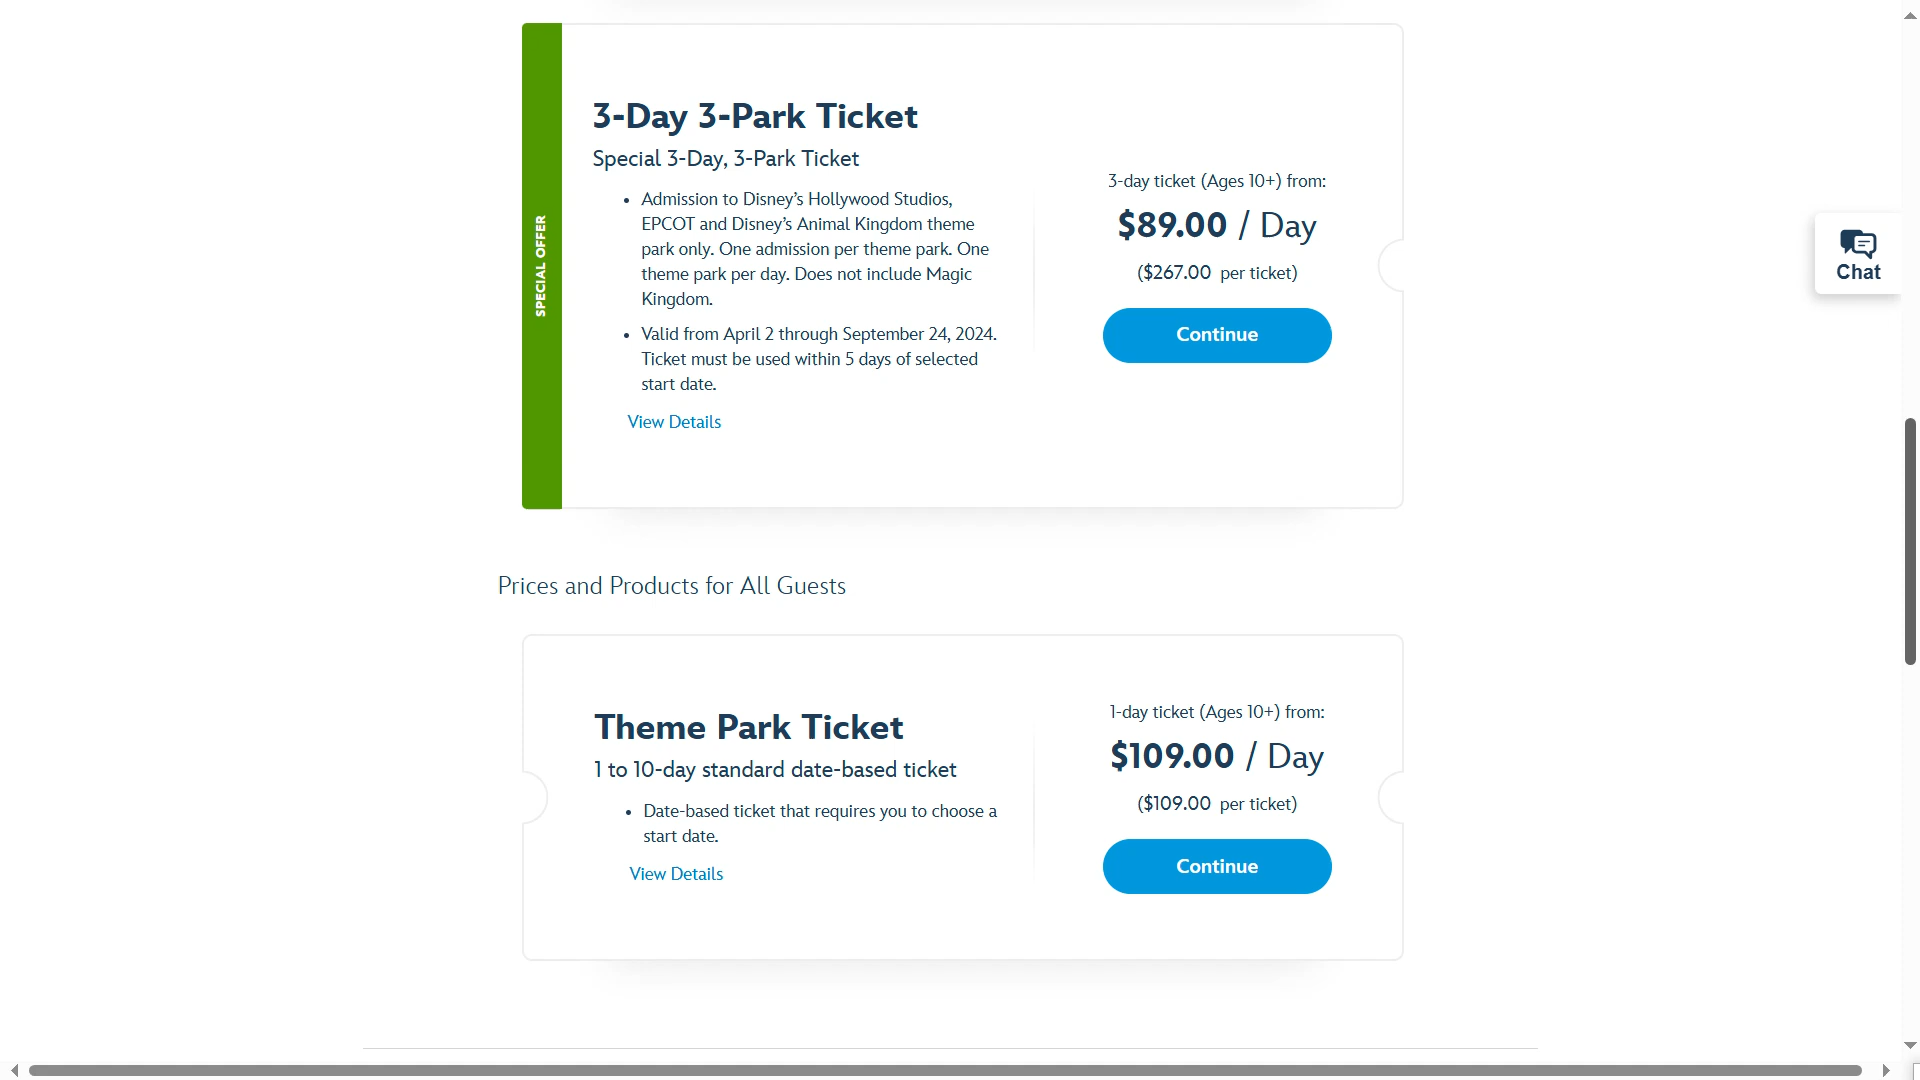 SPECIAL OFFER
3-Day 3-Park Ticket
Special 3-Day, 3-Park Ticket
• Admission to Disney’s Hollywood Studios,
EPCOT and Disney’s Animal Kingdom theme
park only. One admission per theme park. One
theme park per day. Does not include Magic
Kingdom.
• Valid from April 2 through September 24, 2024.
Ticket must be used within 5 days of selected
start date.
View Details
3-day ticket (Ages 10+) from:
$89.00 / Day
($267.00 per ticket)
Continue
Chat
Prices and Products for All Guests
Theme Park Ticket
1 to 10-day standard date-based ticket
• Date-based ticket that requires you to choose a
start date.
View Details
1-day ticket (Ages 10+) from:
$109.00 / Day
($109.00 per ticket)
Continue